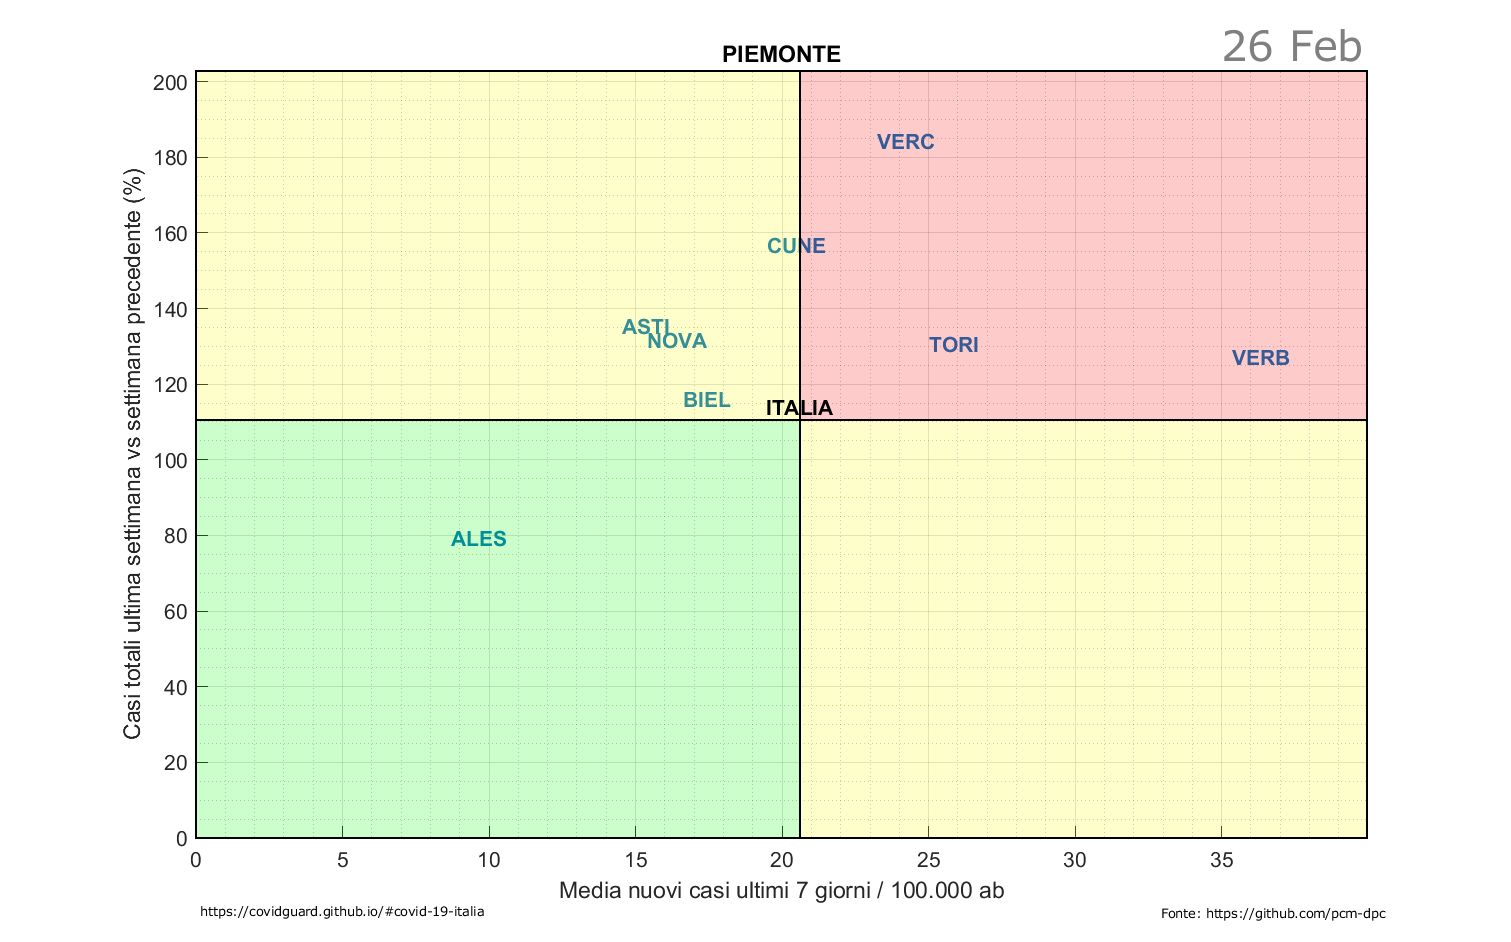 26 Feb
PIEMONTE
Casi totali ultima settimana vs settimana precedente (%)
200
180
160
140
120
100
80
60
40
20
0
VERC
CUNE
ASTI
NOVA
TORI
VERB
BIEL
ITALIA
ALES
0 5 10 15 20 25 30 35
Media nuovi casi ultimi 7 giorni / 100.000 ab
https://covidguard.github.io/#covid-19-italia
Fonte: https://github.com/pcm-dpc